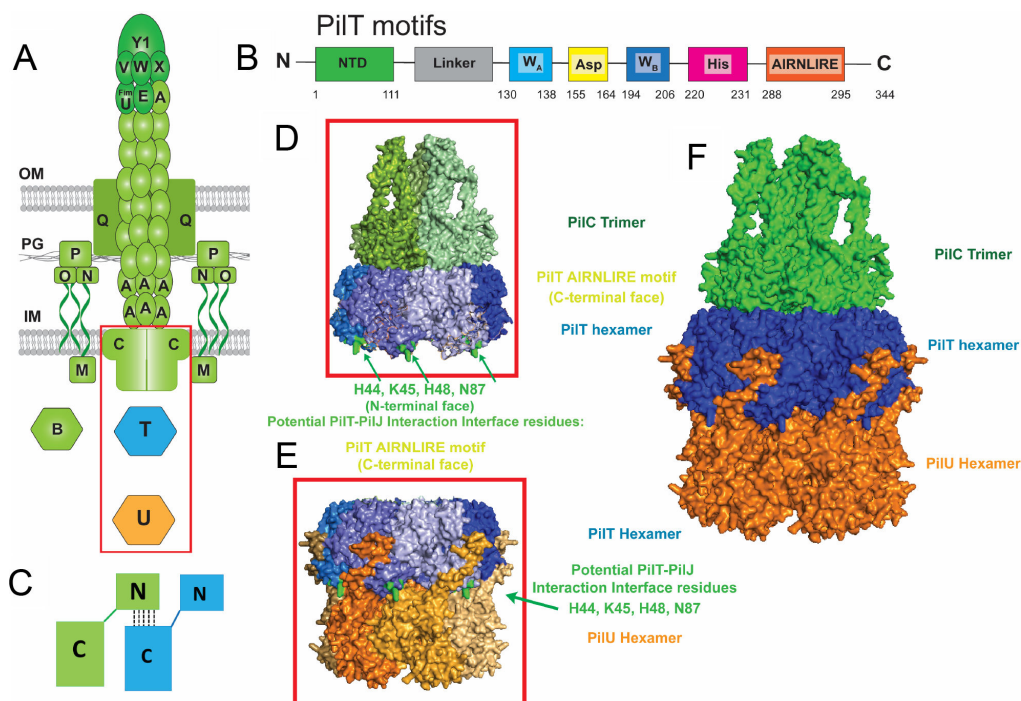 A
Y1
V W X
Fim
U E A
OM
Q Q
PG
P P
O N N O
A A A
A A A
IM
C C
M M
B
T
U
B
PilT motifs
N NTD Linker WA Asp WB His AIRNLIRE C
1 111 130 138 155 164 194 206 220 231 288 295 344
C
N N
C C
D
PilC Trimer
PilT AIRNLIRE motif
(C-terminal face)
PilT hexamer
H44, K45, H48, N87
(N-terminal face)
Potential PilT-PilJ Interaction Interface residues:
E
PilT AIRNLIRE motif
(C-terminal face)
PilT Hexamer
Potential PilT-PilJ
Interaction Interface residues
H44, K45, H48, N87
PilU Hexamer
F
PilC Trimer
PilT hexamer
PilU Hexamer